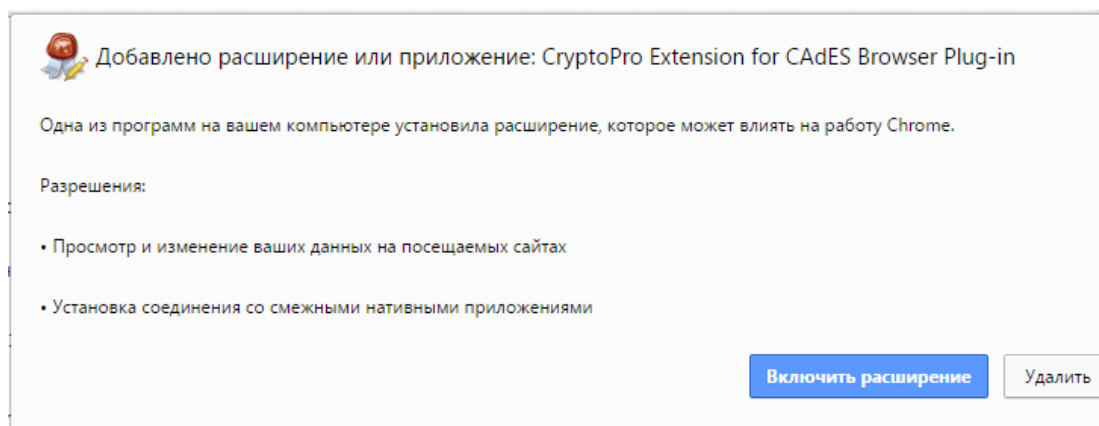 Добавлено расширение или приложение: CryptoPro Extension for CAdES Browser Plug-in
Одна из программ на вашем компьютере установила расширение, которое может влиять на работу Chrome.
Разрешения:
• Просмотр и изменение ваших данных на посещаемых сайтах
• Установка соединения со смежными нативными приложениями
Включить расширение
Удалить